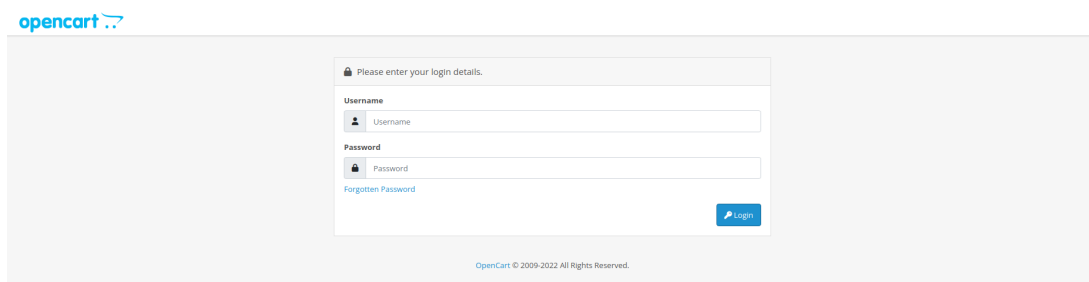 opencart
Please enter your login details.
Username
Username
Password
Password
Forgotten Password
Login
OpenCart © 2009-2022 All Rights Reserved.